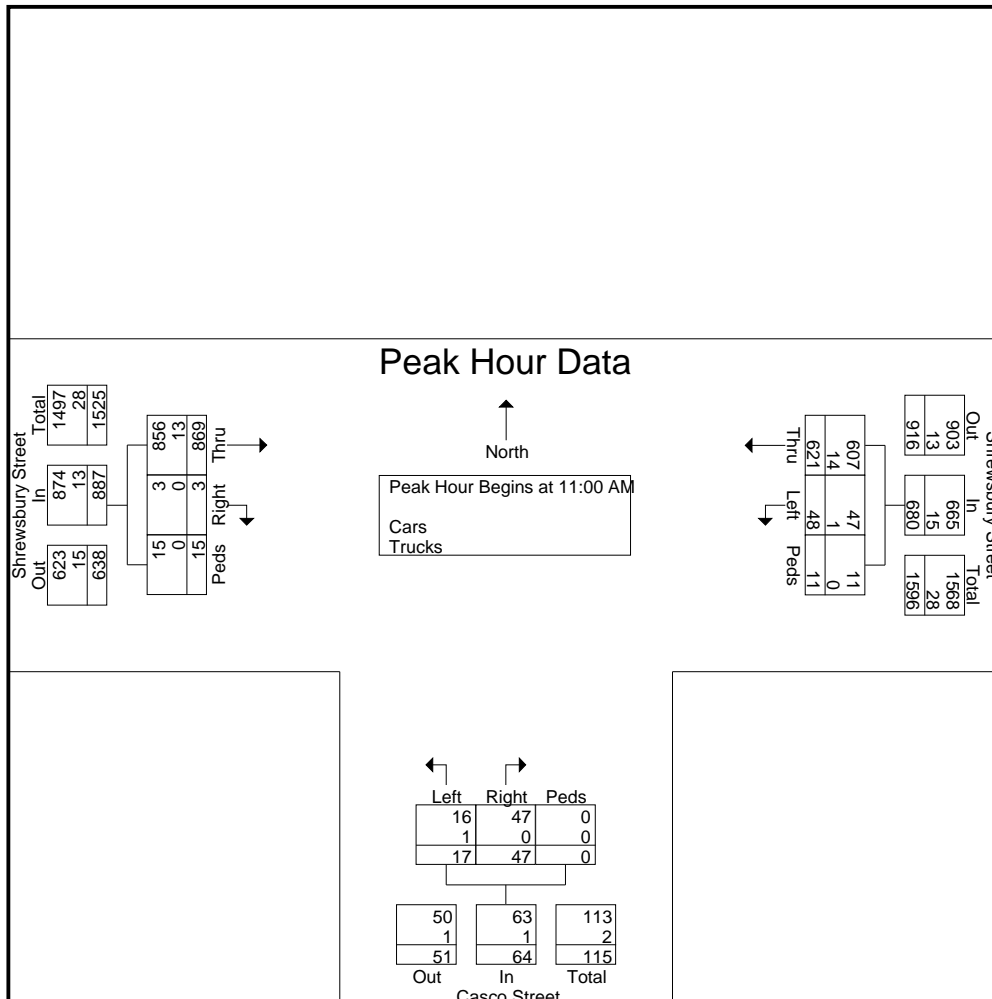 Peak Hour Data
North
Peak Hour Begins at 11:00 AM
Cars
Trucks
Shrewsbury Street
Total In Out
1497 874 623
28 13 15
1525 887 638
856 3 15
13 0 0
869 3 15
Thru Right Peds
Shrewsbury Street
Out In Total
903 665 1568
13 15 28
916 680 1596
607 47 11
14 1 0
621 48 11
Thru Left Peds
Left Right Peds
16 47 0
1 0 0
17 47 0
50 63 113
1 1 2
51 64 115
Out In Total
Casco Street